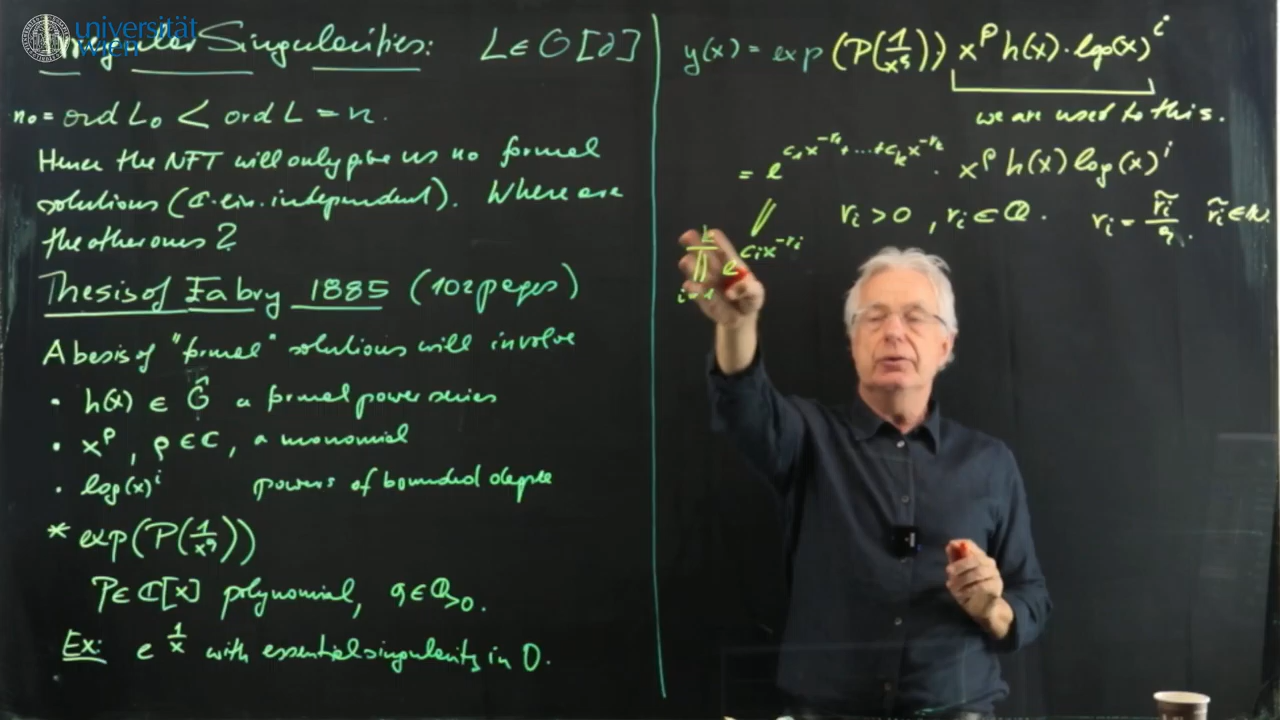 universität
wien
Irregular Singularities: L ∈ O[∂]
n₀ = ord L₀ < ord L = n.
Hence the NFT will only give us n₀ formal
solutions (ℂ-lin. independent). Where are
the other ones?
Thesis of Fabry 1885 (102 pages)
A basis of "formal" solutions will involve
• h(x) ∈ Ô a formal power series
• x^ρ, ρ ∈ ℂ, a monomial
• log(x)^i powers of bounded degree
* exp(P(1/x^q))
P ∈ ℂ[x] polynomial, q ∈ ℚ>0.
Ex: e^(1/x) with essential singularity in 0.
y(x) = exp(P(1/x^q)) x^ρ h(x)·log(x)^i
we are used to this.
= e^(c₁x^(-r₁)+...+c_k x^(-r_k)) · x^ρ h(x) log(x)^i
r_i > 0, r_i ∈ ℚ. r_i = r̃_i/q. r̃_i ∈ ℕ.
∏_(i=1)^k e^(c_i x^(-r_i))